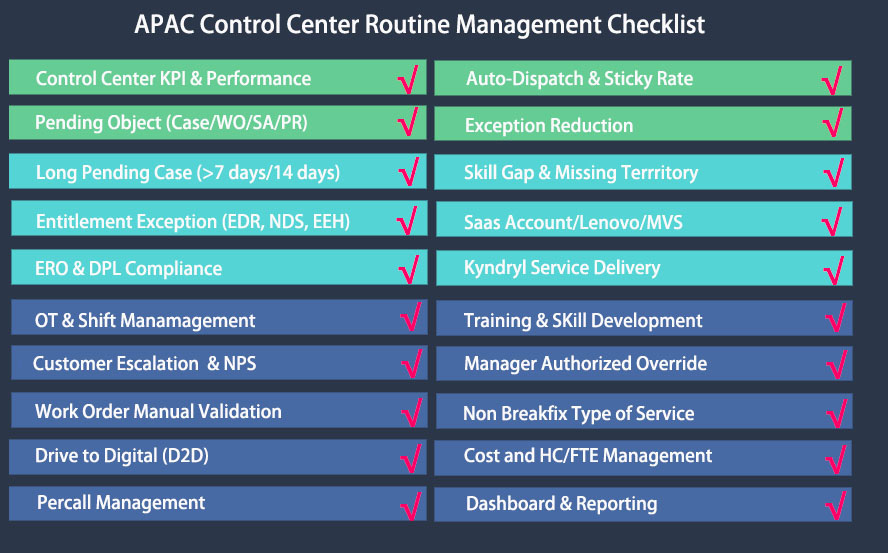 APAC Control Center Routine Management Checklist
Control Center KPI & Performance
Auto-Dispatch & Sticky Rate
Pending Object (Case/WO/SA/PR)
Exception Reduction
Long Pending Case (>7 days/14 days)
Skill Gap & Missing Terrritory
Entitlement Exception (EDR, NDS, EEH)
Saas Account/Lenovo/MVS
ERO & DPL Compliance
Kyndryl Service Delivery
OT & Shift Manamagement
Training & SKill Development
Customer Escalation & NPS
Manager Authorized Override
Work Order Manual Validation
Non Breakfix Type of Service
Drive to Digital (D2D)
Cost and HC/FTE Management
Percall Management
Dashboard & Reporting